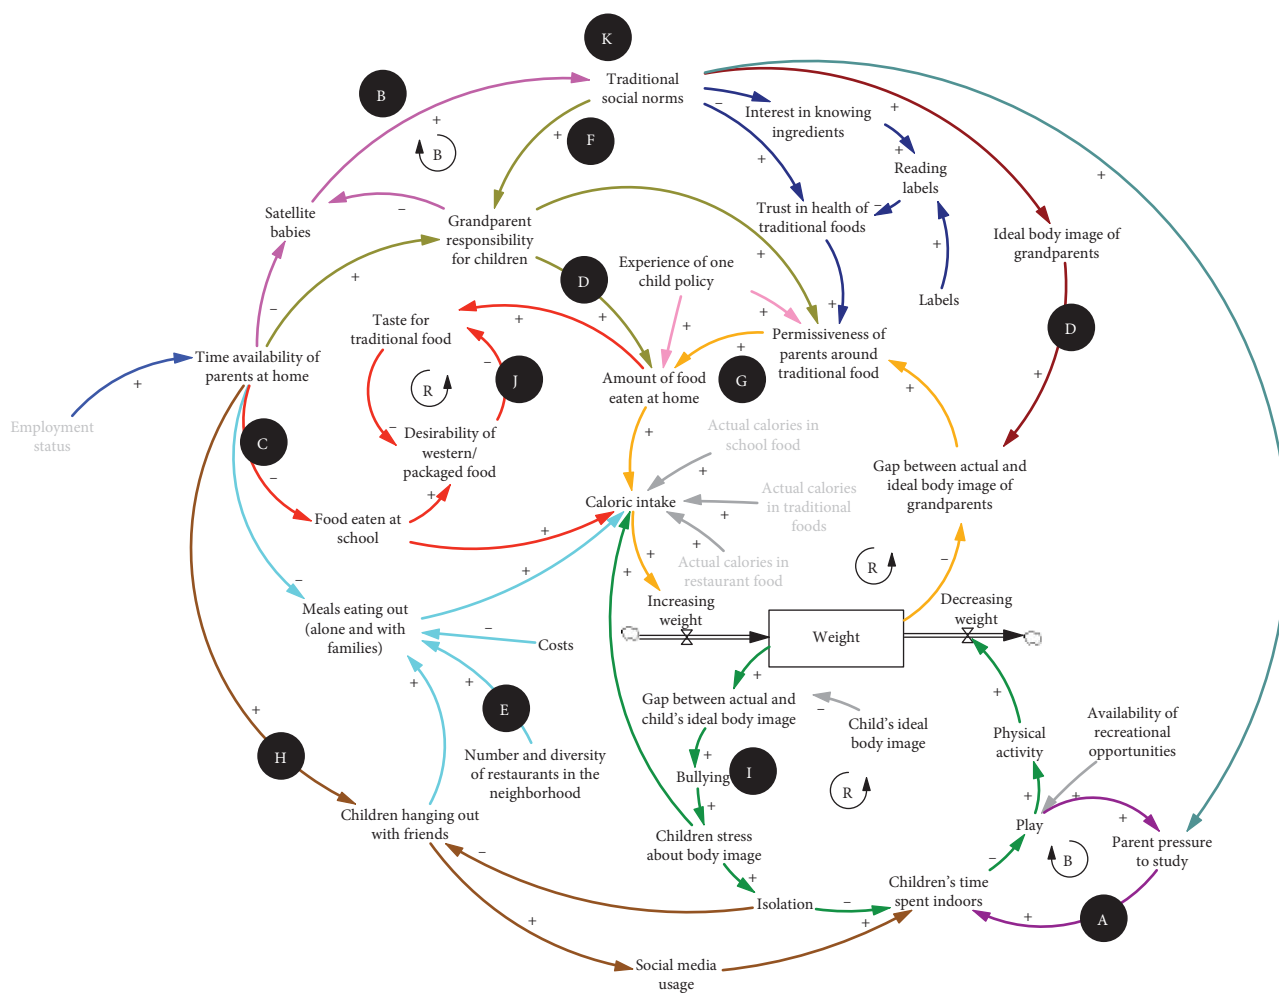 K
Traditional
social norms
B
+
B
F
+
−
Interest in knowing
ingredients
+
+
Reading
labels
+
+
Trust in health of
traditional foods
−
Satellite
babies
−
Grandparent
responsibility
for children
Ideal body image of
grandparents
+
Labels
Experience of one
child policy
+
+
+
D
+
+
−
+
Taste for
traditional food
+
Permissiveness of
parents around
traditional food
+
D
+
Time availability of
parents at home
+
R
−
J
Amount of food
eaten at home
G
+
Employment
status
C
−
Desirability of
western/
packaged food
+
Actual calories in
school food
+
Gap between actual and
ideal body image of
grandparents
−
+
Caloric intake
Actual calories
in traditional
foods
+
Food eaten at
school
+
+
+
+
Actual calories in
restaurant food
R
−
−
+
Meals eating out
(alone and with
families)
Increasing
weight
Decreasing
weight
Weight
−
Costs
+
+
E
+
Gap between actual and
child's ideal body image
−
Child's ideal
body image
+
Physical
activity
Availability of
recreational
opportunities
+
H
Number and diversity
of restaurants in the
neighborhood
+
Bullying
I
R
+
+
+
+
Children hanging out
with friends
Children stress
about body image
Play
Parent pressure
to study
B
−
+
−
Children's time
spent indoors
Isolation
−
+
+
A
+
Social media
usage